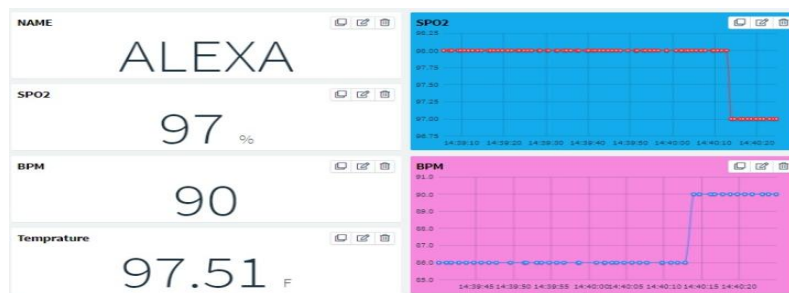 NAME
ALEXA
SPO2
97 %
BPM
90
Temprature
97.51 F
SPO2
98.25
98.00
97.75
97.50
97.25
97.00
96.75
14:39:10 14:39:20 14:39:30 14:39:40 14:39:50 14:40:00 14:40:10 14:40:20
BPM
91.0
90.0
89.0
88.0
87.0
86.0
85.0
14:39:45 14:39:50 14:39:55 14:40:00 14:40:05 14:40:10 14:40:15 14:40:20